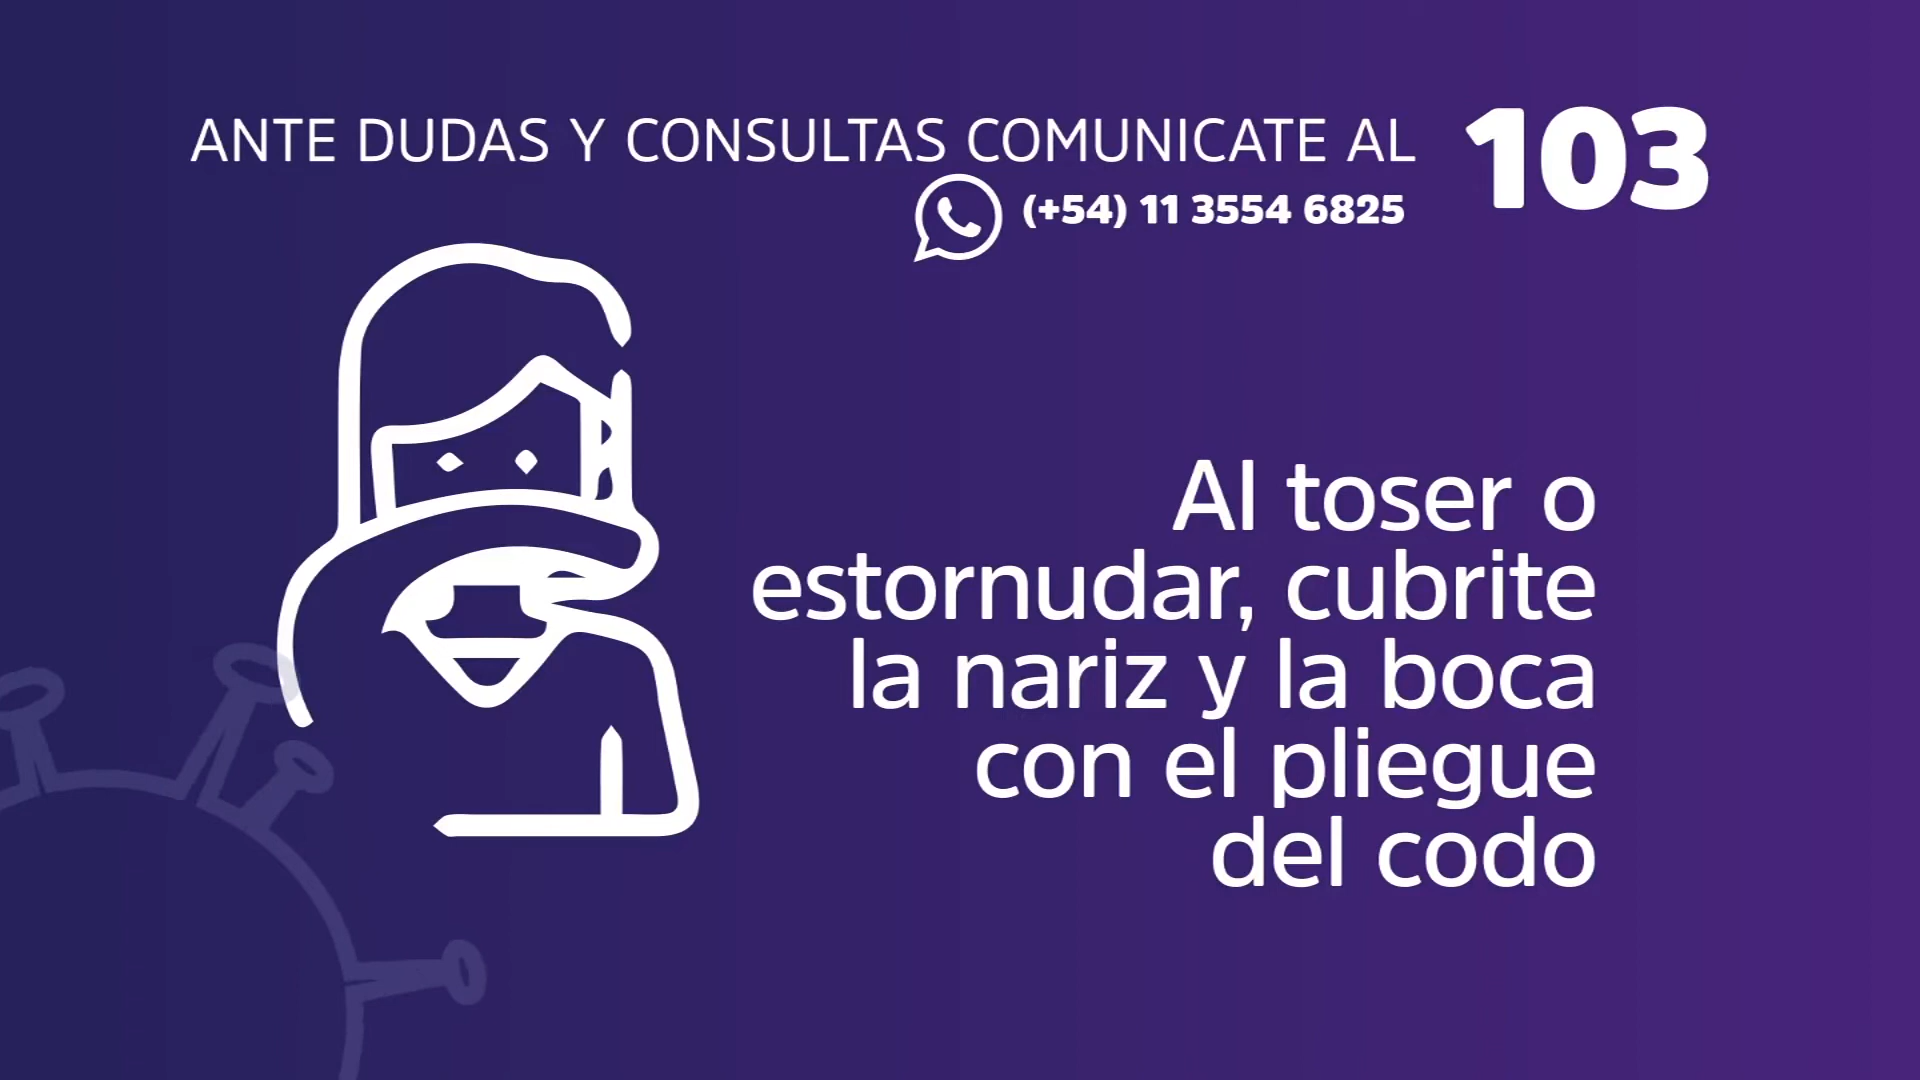 ANTE DUDAS Y CONSULTAS COMUNICATE AL 103
(+54) 11 3554 6825
Al toser o
estornudar, cubrite
la nariz y la boca
con el pliegue
del codo